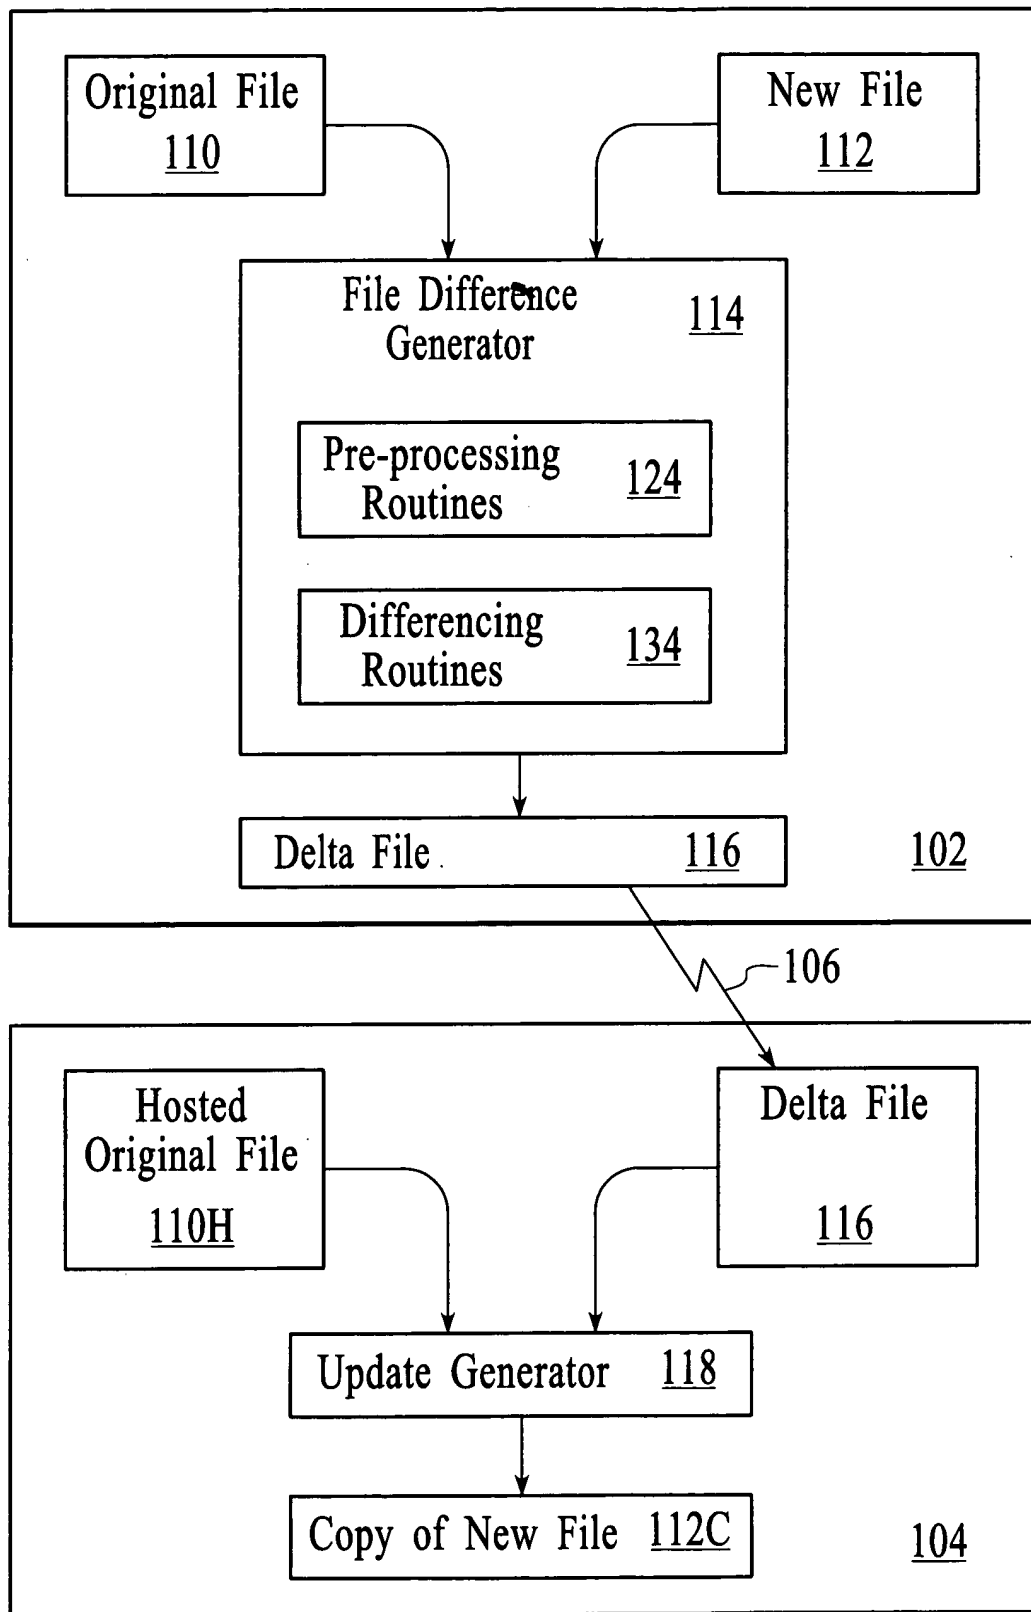 Original File
110
New File
112
File Difference
Generator
114
Pre-processing
Routines
124
Differencing
Routines
134
Delta File
116
102
106
Hosted
Original File
110H
Delta File
116
Update Generator 118
Copy of New File 112C
104